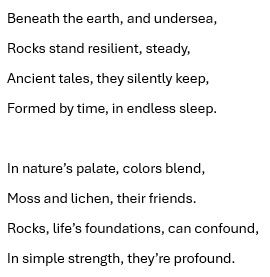 Beneath the earth, and undersea,
Rocks stand resilient, steady,
Ancient tales, they silently keep,
Formed by time, in endless sleep.

In nature’s palate, colors blend,
Moss and lichen, their friends.
Rocks, life’s foundations, can confound,
In simple strength, they’re profound.